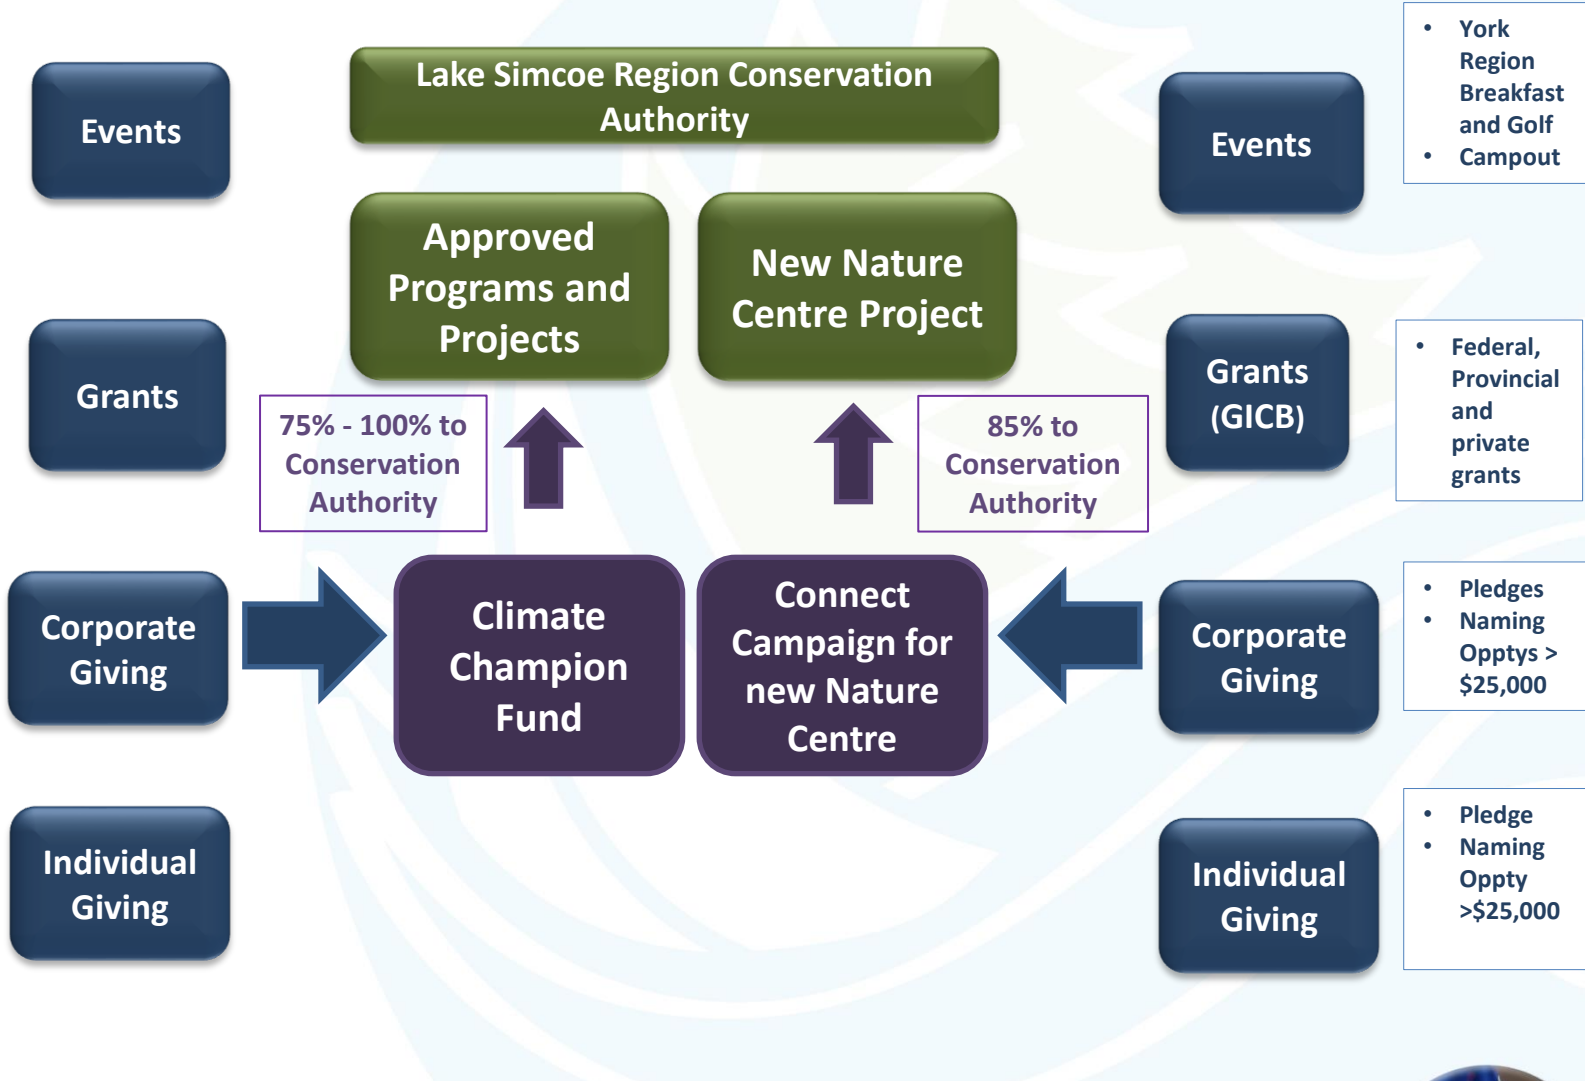 Events
Grants
Corporate
Giving
Individual
Giving
Lake Simcoe Region Conservation
Authority
Approved
Programs and
Projects
New Nature
Centre Project
75% - 100% to
Conservation
Authority
85% to
Conservation
Authority
Climate
Champion
Fund
Connect
Campaign for
new Nature
Centre
Events
• York
Region
Breakfast
and Golf
• Campout
Grants
(GICB)
• Federal,
Provincial
and
private
grants
Corporate
Giving
• Pledges
• Naming
Opptys >
$25,000
Individual
Giving
• Pledge
• Naming
Oppty
>$25,000